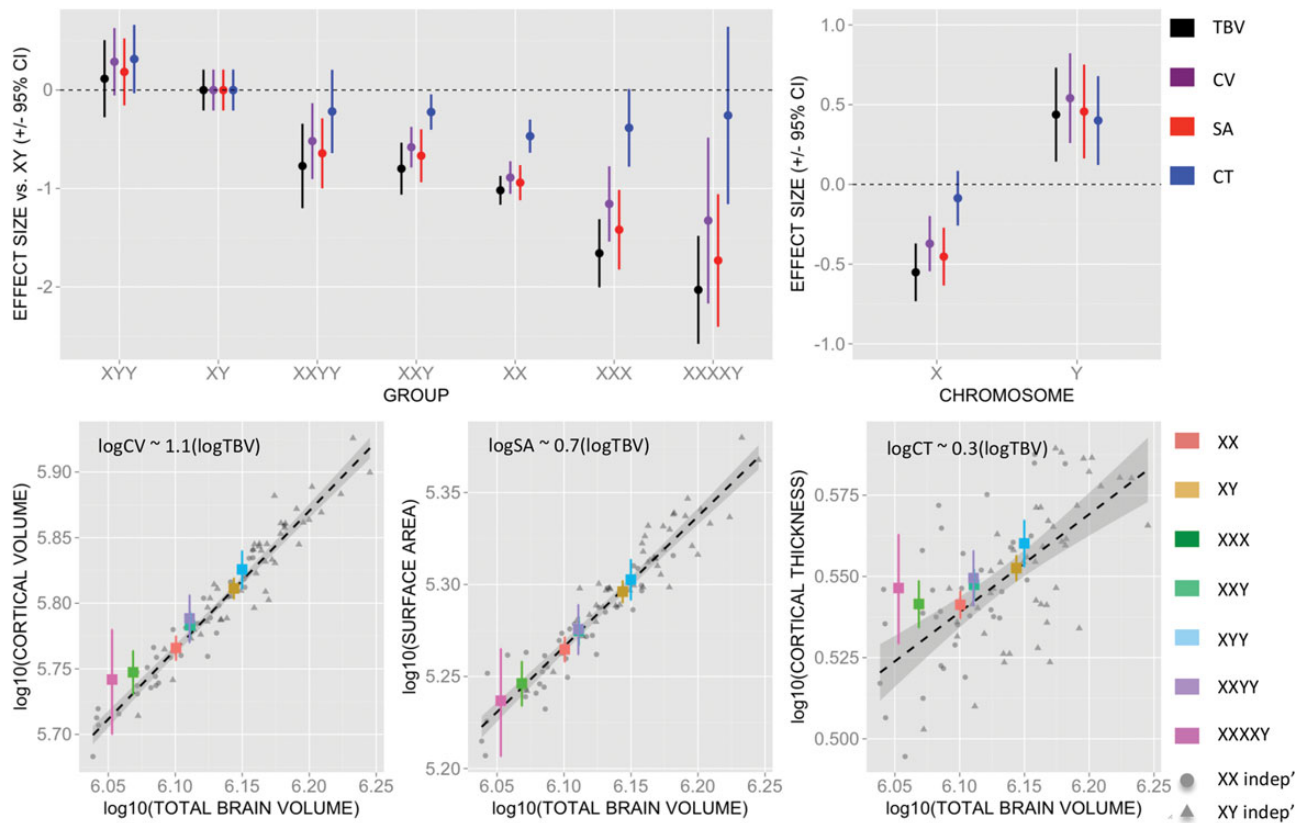 EFFECT SIZE vs. XY (+/- 95% CI)
0
-1
-2
XYY XY XXYY XXY XX XXX XXXXY
GROUP
EFFECT SIZE (+/- 95% CI)
1.0
0.5
0.0
-0.5
-1.0
X Y
CHROMOSOME
TBV
CV
SA
CT
logCV ~ 1.1(logTBV)
log10(CORTICAL VOLUME)
5.90
5.85
5.80
5.75
5.70
6.05 6.10 6.15 6.20 6.25
log10(TOTAL BRAIN VOLUME)
logSA ~ 0.7(logTBV)
log10(SURFACE AREA)
5.35
5.30
5.25
5.20
6.05 6.10 6.15 6.20 6.25
log10(TOTAL BRAIN VOLUME)
logCT ~ 0.3(logTBV)
log10(CORTICAL THICKNESS)
0.575
0.550
0.525
0.500
6.05 6.10 6.15 6.20 6.25
log10(TOTAL BRAIN VOLUME)
XX
XY
XXX
XXY
XYY
XXYY
XXXXY
XX indep'
XY indep'